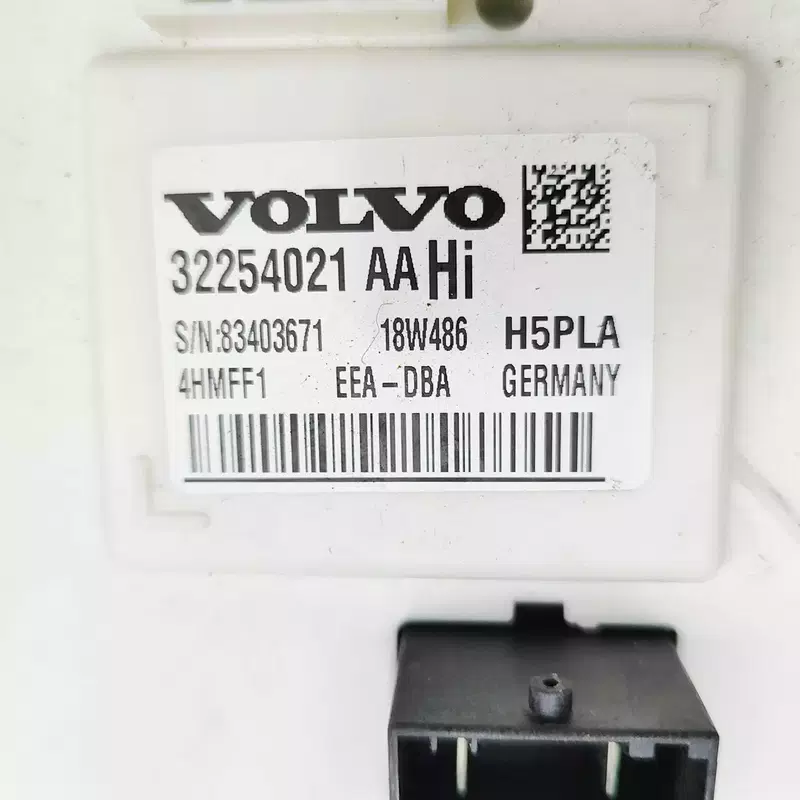 VOLVO
32254021 AA Hi
S/N:83403671 18W486 H5PLA
4HMFF1 EEA-DBA GERMANY